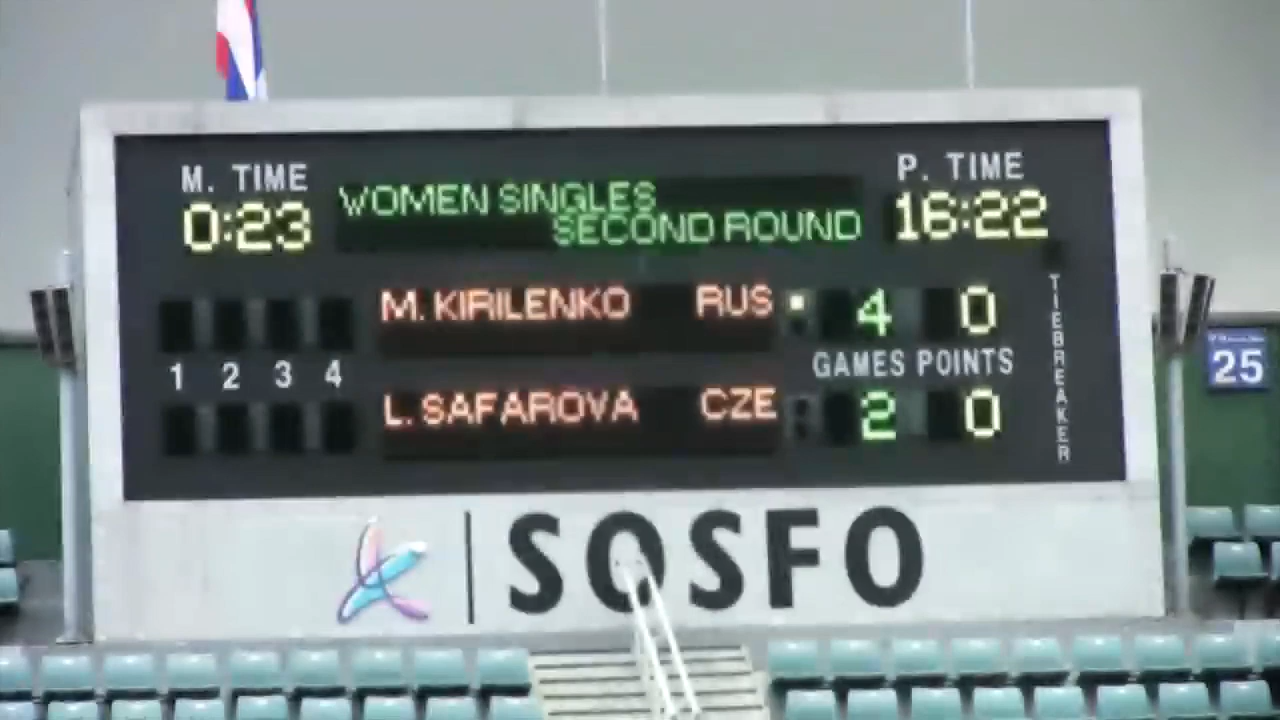 M. TIME
0:23
WOMEN SINGLES
SECOND ROUND
P. TIME
16:22
M. KIRILENKO RUS 4 0
1 2 3 4
GAMES POINTS
L. SAFAROVA CZE 2 0
TIEBREAKER
SOSFO
25